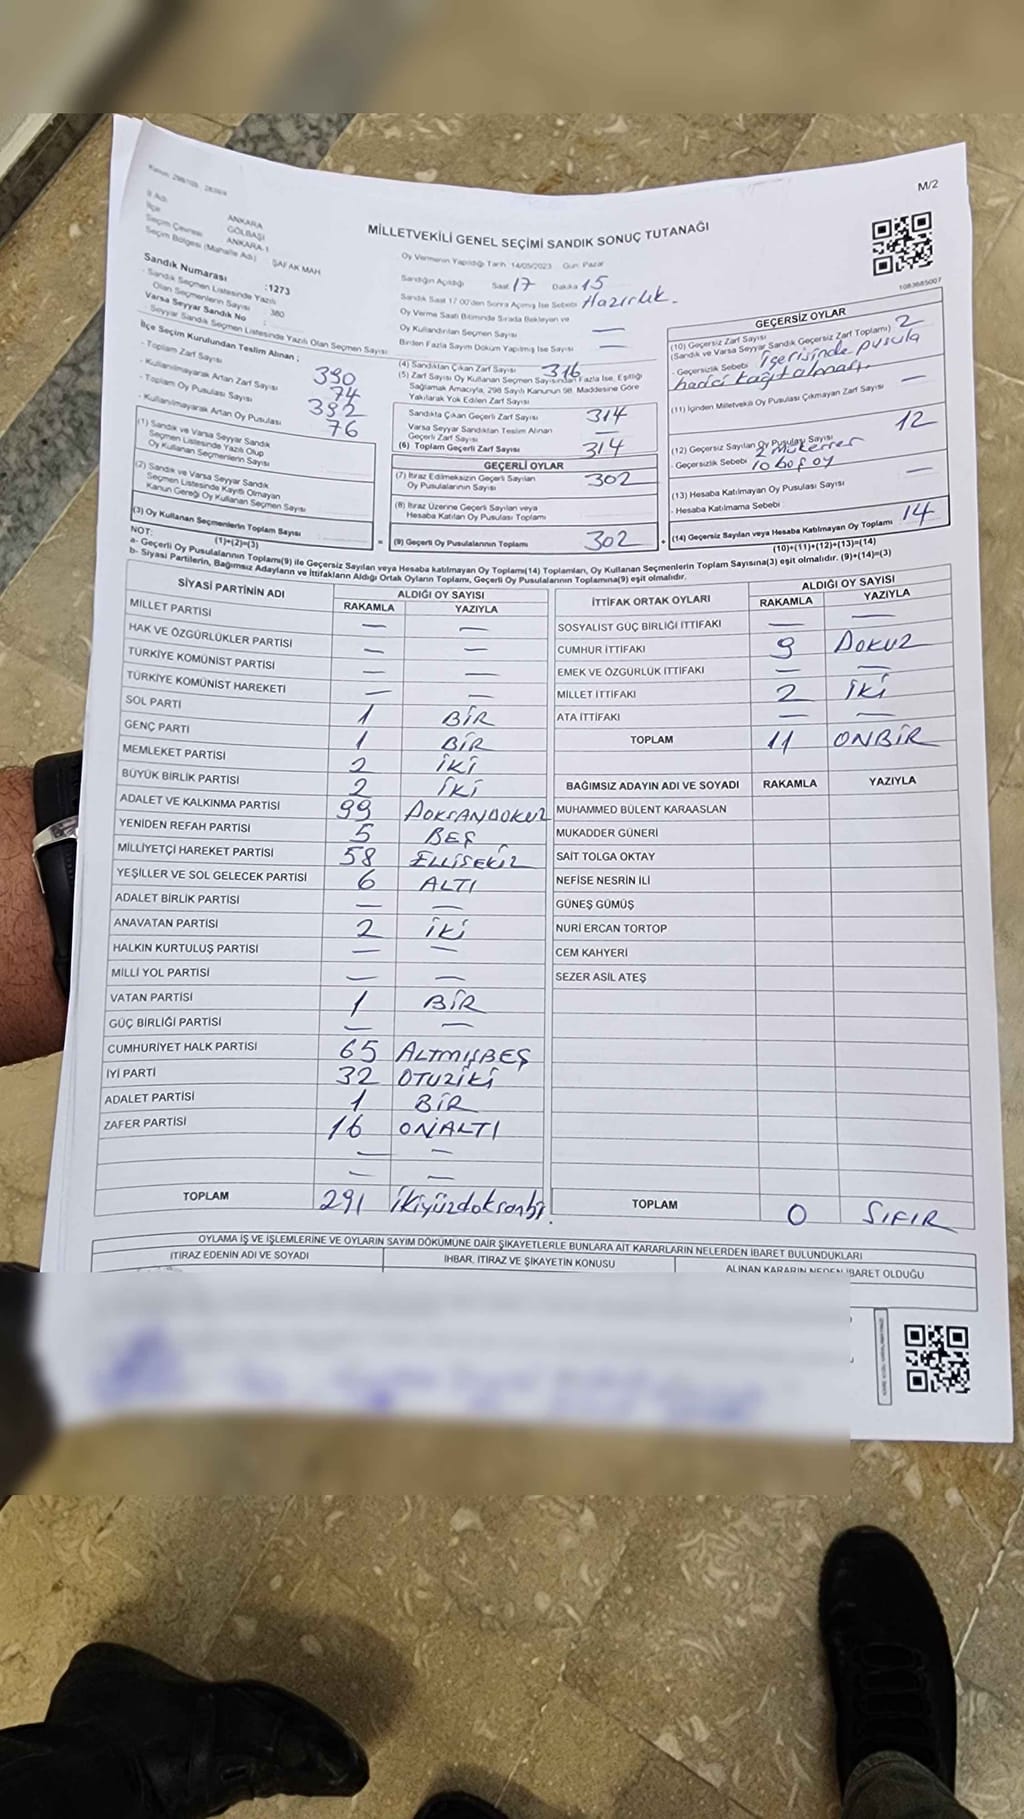 M/2
MİLLETVEKİLİ GENEL SEÇİMİ SANDIK SONUÇ TUTANAĞI
1083685007
İl Adı ANKARA
İlçe GÖLBAŞI
Seçim Çevresi ANKARA-1
Seçim Bölgesi (Mahalle Adı) ŞAFAK MAH
Sandık Numarası :1273
- Sandık Seçmen Listesinde Yazılı
Olan Seçmenlerin Sayısı : 380
Varsa Seyyar Sandık No
- Seyyar Sandık Seçmen Listesinde Yazılı Olan Seçmen Sayısı
İlçe Seçim Kurulundan Teslim Alınan ;
- Toplam Zarf Sayısı 390
- Kullanılmayarak Artan Zarf Sayısı 74
- Toplam Oy Pusulası Sayısı 392
- Kullanılmayarak Artan Oy Pusulası 76
(1) Sandık ve Varsa Seyyar Sandık
Seçmen Listesinde Yazılı Olup
Oy Kullanan Seçmenlerin Sayısı
(2) Sandık ve Varsa Seyyar Sandık
Seçmen Listesinde Kayıtlı Olmayan
Kanun Gereği Oy Kullanan Seçmen Sayısı
(3) Oy Kullanan Seçmenlerin Toplam Sayısı
(1)+(2)=(3)
Oy Vermenin Yapıldığı Tarih 14/05/2023 Gün Pazar
Sandığın Açıldığı Saat 17 Dakika 15
Sandık Saat 17:00'den Sonra Açılmış İse Sebebi Hazırlık.
Oy Verme Saati Bitiminde Sırada Bekleyen ve
Oy Kullandırılan Seçmen Sayısı —
Birden Fazla Sayım Döküm Yapılmış İse Sayısı —
(4) Sandıktan Çıkan Zarf Sayısı 316
(5) Zarf Sayısı Oy Kullanan Seçmen Sayısından Fazla İse, Eşitliği
Sağlamak Amacıyla, 298 Sayılı Kanunun 98. Maddesine Göre
Yakılarak Yok Edilen Zarf Sayısı
Sandıkta Çıkan Geçerli Zarf Sayısı 314
Varsa Seyyar Sandıktan Teslim Alınan
Geçerli Zarf Sayısı
(6) Toplam Geçerli Zarf Sayısı 314
GEÇERLİ OYLAR
(7) İtiraz Edilmeksizin Geçerli Sayılan
Oy Pusulalarının Sayısı 302
(8) İtiraz Üzerine Geçerli Sayılan veya
Hesaba Katılan Oy Pusulası Toplamı
(9) Geçerli Oy Pusulalarının Toplamı 302
GEÇERSİZ OYLAR
(10) Geçersiz Zarf Sayısı
(Sandık ve Varsa Seyyar Sandık Geçersiz Zarf Toplamı) 2
- Geçersizlik Sebebi içerisinde pusula
harici kağıt olması.
(11) İçinden Milletvekili Oy Pusulası Çıkmayan Zarf Sayısı —
(12) Geçersiz Sayılan Oy Pusulası Sayısı 12
- Geçersizlik Sebebi 2 Mükerrer
10 boş oy
(13) Hesaba Katılmayan Oy Pusulası Sayısı —
- Hesaba Katılmama Sebebi
(14) Geçersiz Sayılan veya Hesaba Katılmayan Oy Toplamı 14
(10)+(11)+(12)+(13)=(14)
NOT:
a- Geçerli Oy Pusulalarının Toplamı(9) ile Geçersiz Sayılan veya Hesaba katılmayan Oy Toplamı(14) Toplamları, Oy Kullanan Seçmenlerin Toplam Sayısına(3) eşit olmalıdır. (9)+(14)=(3)
b- Siyasi Partilerin, Bağımsız Adayların ve İttifakların Aldığı Ortak Oyların Toplamı, Geçerli Oy Pusulalarının Toplamına(9) eşit olmalıdır.
SİYASİ PARTİNİN ADI ALDIĞI OY SAYISI
RAKAMLA YAZIYLA
MİLLET PARTİSİ — —
HAK VE ÖZGÜRLÜKLER PARTİSİ — —
TÜRKİYE KOMÜNİST PARTİSİ — —
TÜRKİYE KOMÜNİST HAREKETİ — —
SOL PARTİ 1 BİR
GENÇ PARTİ 1 BİR
MEMLEKET PARTİSİ 2 İKİ
BÜYÜK BİRLİK PARTİSİ 2 İKİ
ADALET VE KALKINMA PARTİSİ 99 DOKSANDOKUZ
YENİDEN REFAH PARTİSİ 5 BEŞ
MİLLİYETÇİ HAREKET PARTİSİ 58 ELLİSEKİZ
YEŞİLLER VE SOL GELECEK PARTİSİ 6 ALTI
ADALET BİRLİK PARTİSİ — —
ANAVATAN PARTİSİ 2 İKİ
HALKIN KURTULUŞ PARTİSİ — —
MİLLİ YOL PARTİSİ — —
VATAN PARTİSİ 1 BİR
GÜÇ BİRLİĞİ PARTİSİ — —
CUMHURİYET HALK PARTİSİ 65 ALTMIŞBEŞ
İYİ PARTİ 32 OTUZİKİ
ADALET PARTİSİ 1 BİR
ZAFER PARTİSİ 16 ONALTI
— —
— —
TOPLAM 291 İkiyüzdoksanbi.
İTTİFAK ORTAK OYLARI ALDIĞI OY SAYISI
RAKAMLA YAZIYLA
SOSYALİST GÜÇ BİRLİĞİ İTTİFAKI — —
CUMHUR İTTİFAKI 9 DOKUZ
EMEK VE ÖZGÜRLÜK İTTİFAKI — —
MİLLET İTTİFAKI 2 İKİ
ATA İTTİFAKI — —
TOPLAM 11 ONBİR
BAĞIMSIZ ADAYIN ADI VE SOYADI RAKAMLA YAZIYLA
MUHAMMED BÜLENT KARAASLAN
MUKADDER GÜNERİ
SAİT TOLGA OKTAY
NEFİSE NESRİN İLİ
GÜNEŞ GÜMÜŞ
NURİ ERCAN TORTOP
CEM KAHYERİ
SEZER ASİL ATEŞ
TOPLAM 0 SIFIR
OYLAMA İŞ VE İŞLEMLERİNE VE OYLARIN SAYIM DÖKÜMÜNE DAİR ŞİKAYETLERLE BUNLARA AİT KARARLARIN NELERDEN İBARET BULUNDUKLARI
İTİRAZ EDENİN ADI VE SOYADI İHBAR, İTİRAZ VE ŞİKAYETİN KONUSU ALINAN KARARIN NEDEN İBARET OLDUĞU